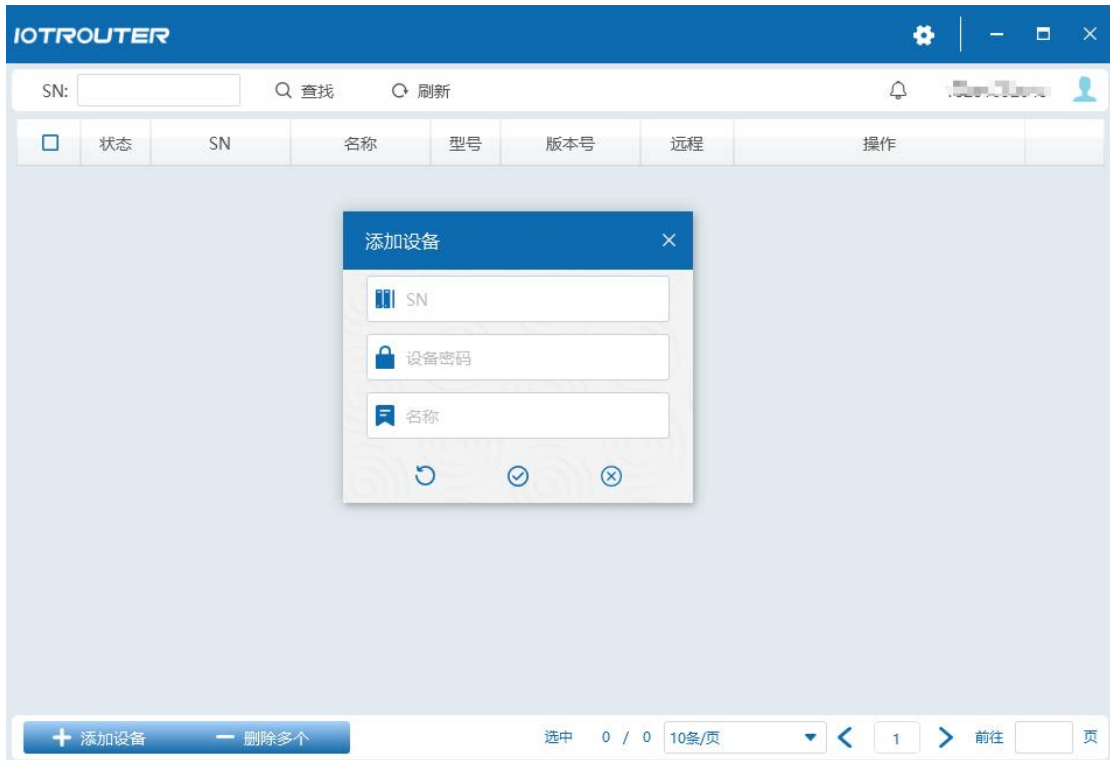 IOTROUTER
SN: 查找 刷新
状态 SN 名称 型号 版本号 远程 操作
添加设备
SN
设备密码
名称
添加设备 删除多个 选中 0 / 0 10条/页 1 前往 页